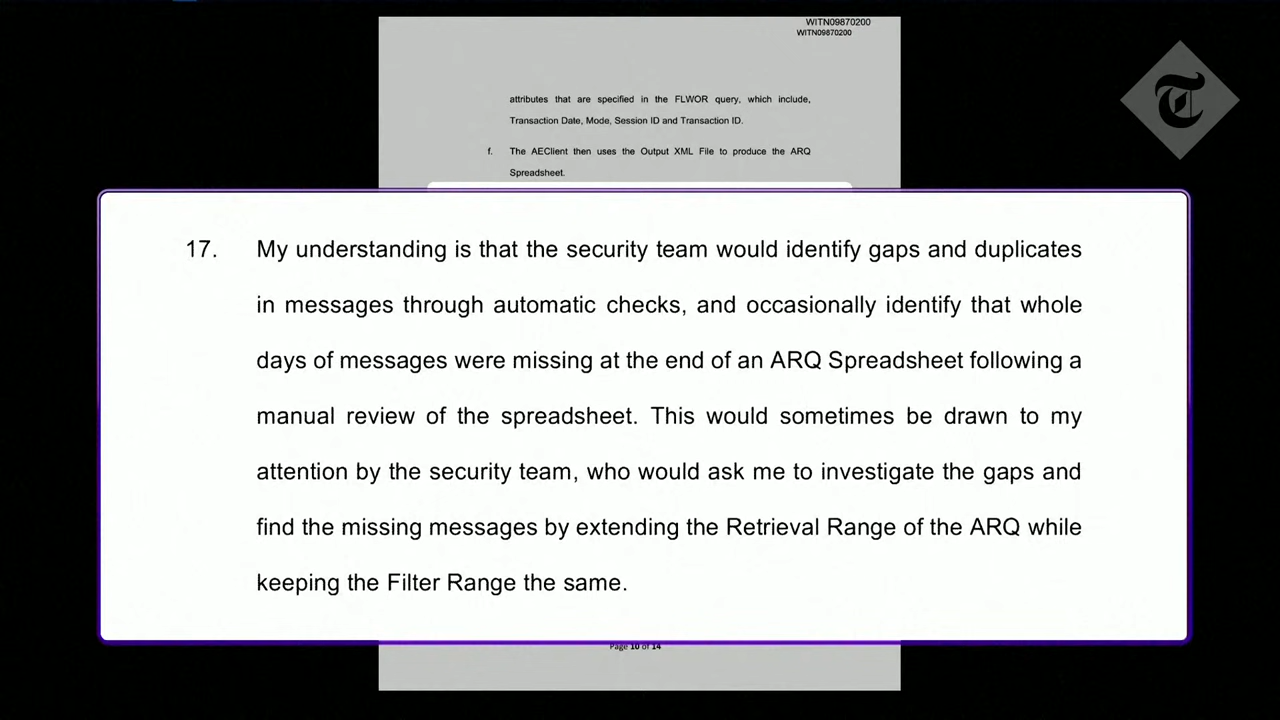 WITN09870200
WITN09870200
attributes that are specified in the FLWOR query, which include,
Transaction Date, Mode, Session ID and Transaction ID.
f. The AEClient then uses the Output XML File to produce the ARQ
Spreadsheet.
17. My understanding is that the security team would identify gaps and duplicates
in messages through automatic checks, and occasionally identify that whole
days of messages were missing at the end of an ARQ Spreadsheet following a
manual review of the spreadsheet. This would sometimes be drawn to my
attention by the security team, who would ask me to investigate the gaps and
find the missing messages by extending the Retrieval Range of the ARQ while
keeping the Filter Range the same.
Page 10 of 14